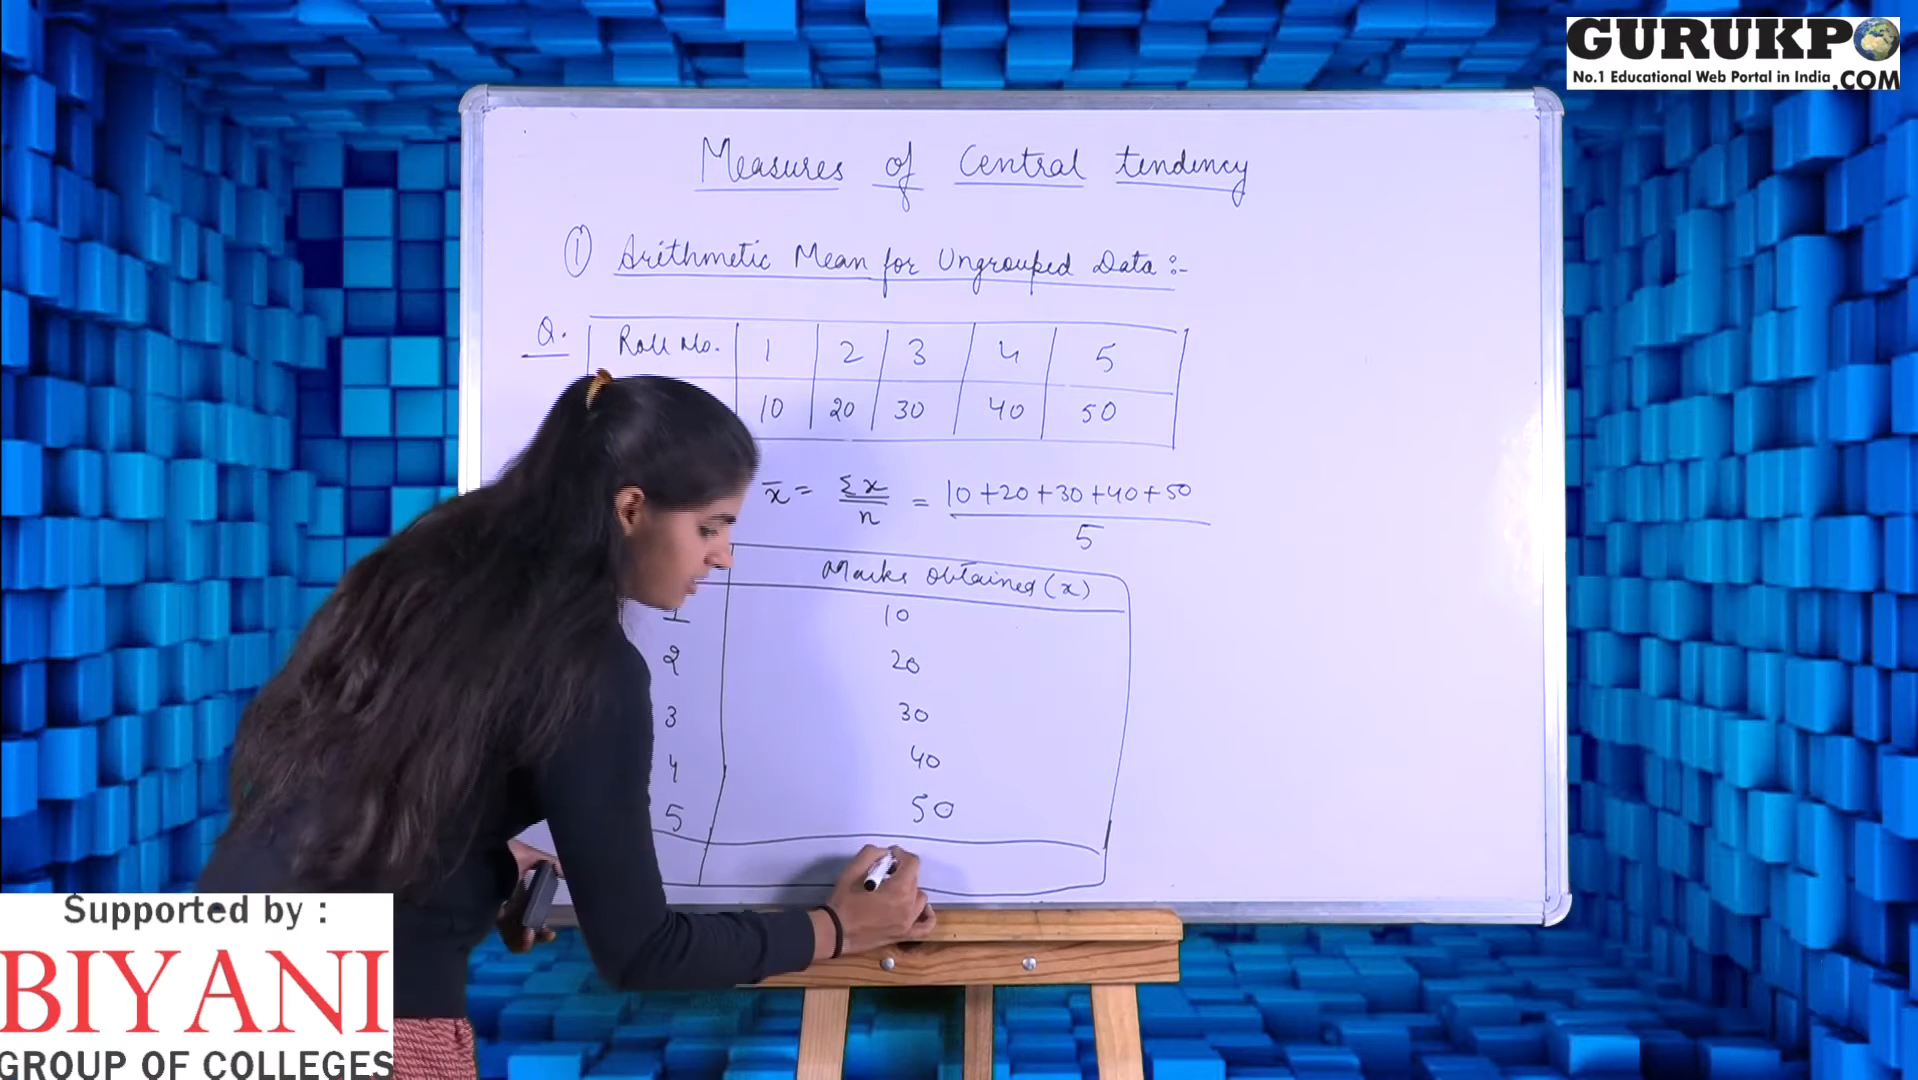 GURUKPO
No.1 Educational Web Portal in India .COM
Measures of Central tendency
① Arithmetic Mean for Ungrouped Data :-
Q. Roll No. 1 2 3 4 5
10 20 30 40 50
x̄ = Σx/n = 10+20+30+40+50/5
Marks Obtained (x)
1 10
2 20
3 30
4 40
5 50
Supported by :
BIYANI
GROUP OF COLLEGES